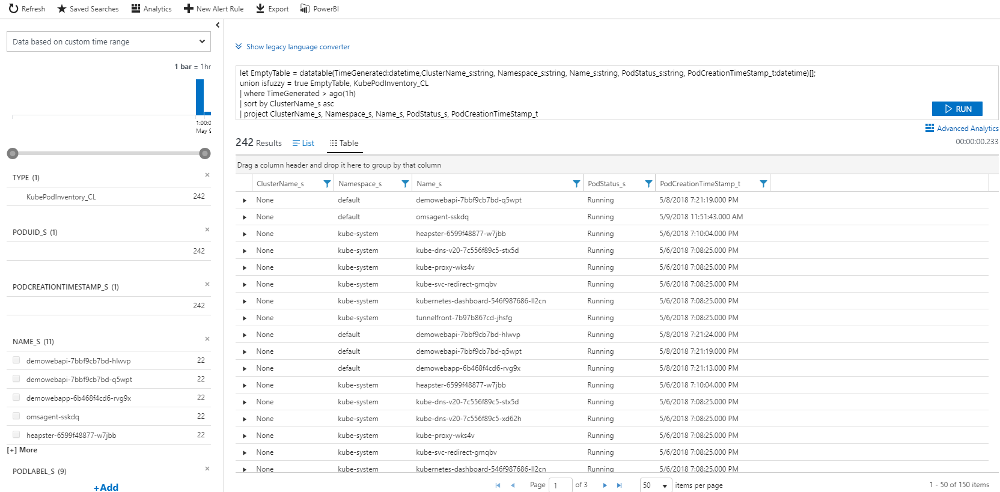 Refresh Saved Searches Analytics New Alert Rule Export PowerBI
Data based on custom time range
1 bar = 1hr
1:00:0
May 9
TYPE (1)
KubePodInventory_CL 242
PODUID_S (1)
242
PODCREATIONTIMESTAMP_S (1)
242
NAME_S (11)
demowebapi-7bbf9cb7bd-hlwvp 22
demowebapi-7bbf9cb7bd-q5wpt 22
demowebapp-6b468f4cd6-rvg9x 22
omsagent-sskdq 22
heapster-6599f48877-w7jbb 22
[+] More
PODLABEL_S (9)
+Add
Show legacy language converter
let EmptyTable = datatable(TimeGenerated:datetime,ClusterName_s:string, Namespace_s:string, Name_s:string, PodStatus_s:string, PodCreationTimeStamp_t:datetime)[];
union isfuzzy = true EmptyTable, KubePodInventory_CL
| where TimeGenerated > ago(1h)
| sort by ClusterName_s asc
| project ClusterName_s, Namespace_s, Name_s, PodStatus_s, PodCreationTimeStamp_t
RUN
Advanced Analytics
242 Results List Table 00:00:00.233
Drag a column header and drop it here to group by that column
ClusterName_s Namespace_s Name_s PodStatus_s PodCreationTimeStamp_t
None default demowebapi-7bbf9cb7bd-q5wpt Running 5/8/2018 7:21:19.000 PM
None default omsagent-sskdq Running 5/9/2018 11:51:43.000 AM
None kube-system heapster-6599f48877-w7jbb Running 5/6/2018 7:10:04.000 PM
None kube-system kube-dns-v20-7c556f89c5-stx5d Running 5/6/2018 7:08:25.000 PM
None kube-system kube-proxy-wks4v Running 5/6/2018 7:08:25.000 PM
None kube-system kube-svc-redirect-gmqbv Running 5/6/2018 7:08:25.000 PM
None kube-system kubernetes-dashboard-546f987686-ll2cn Running 5/6/2018 7:08:25.000 PM
None kube-system tunnelfront-7b97b867cd-jhsfg Running 5/6/2018 7:08:25.000 PM
None default demowebapi-7bbf9cb7bd-hlwvp Running 5/8/2018 7:21:24.000 PM
None default demowebapi-7bbf9cb7bd-q5wpt Running 5/8/2018 7:21:19.000 PM
None default demowebapp-6b468f4cd6-rvg9x Running 5/8/2018 7:21:13.000 PM
None kube-system heapster-6599f48877-w7jbb Running 5/6/2018 7:10:04.000 PM
None kube-system kube-dns-v20-7c556f89c5-stx5d Running 5/6/2018 7:08:25.000 PM
None kube-system kube-dns-v20-7c556f89c5-xd62h Running 5/6/2018 7:08:25.000 PM
None kube-system kube-proxy-wks4v Running 5/6/2018 7:08:25.000 PM
None kube-system kube-svc-redirect-gmqbv Running 5/6/2018 7:08:25.000 PM
None kube-system kubernetes-dashboard-546f987686-ll2cn Running 5/6/2018 7:08:25.000 PM
Page 1 of 3 50 items per page 1 - 50 of 150 items